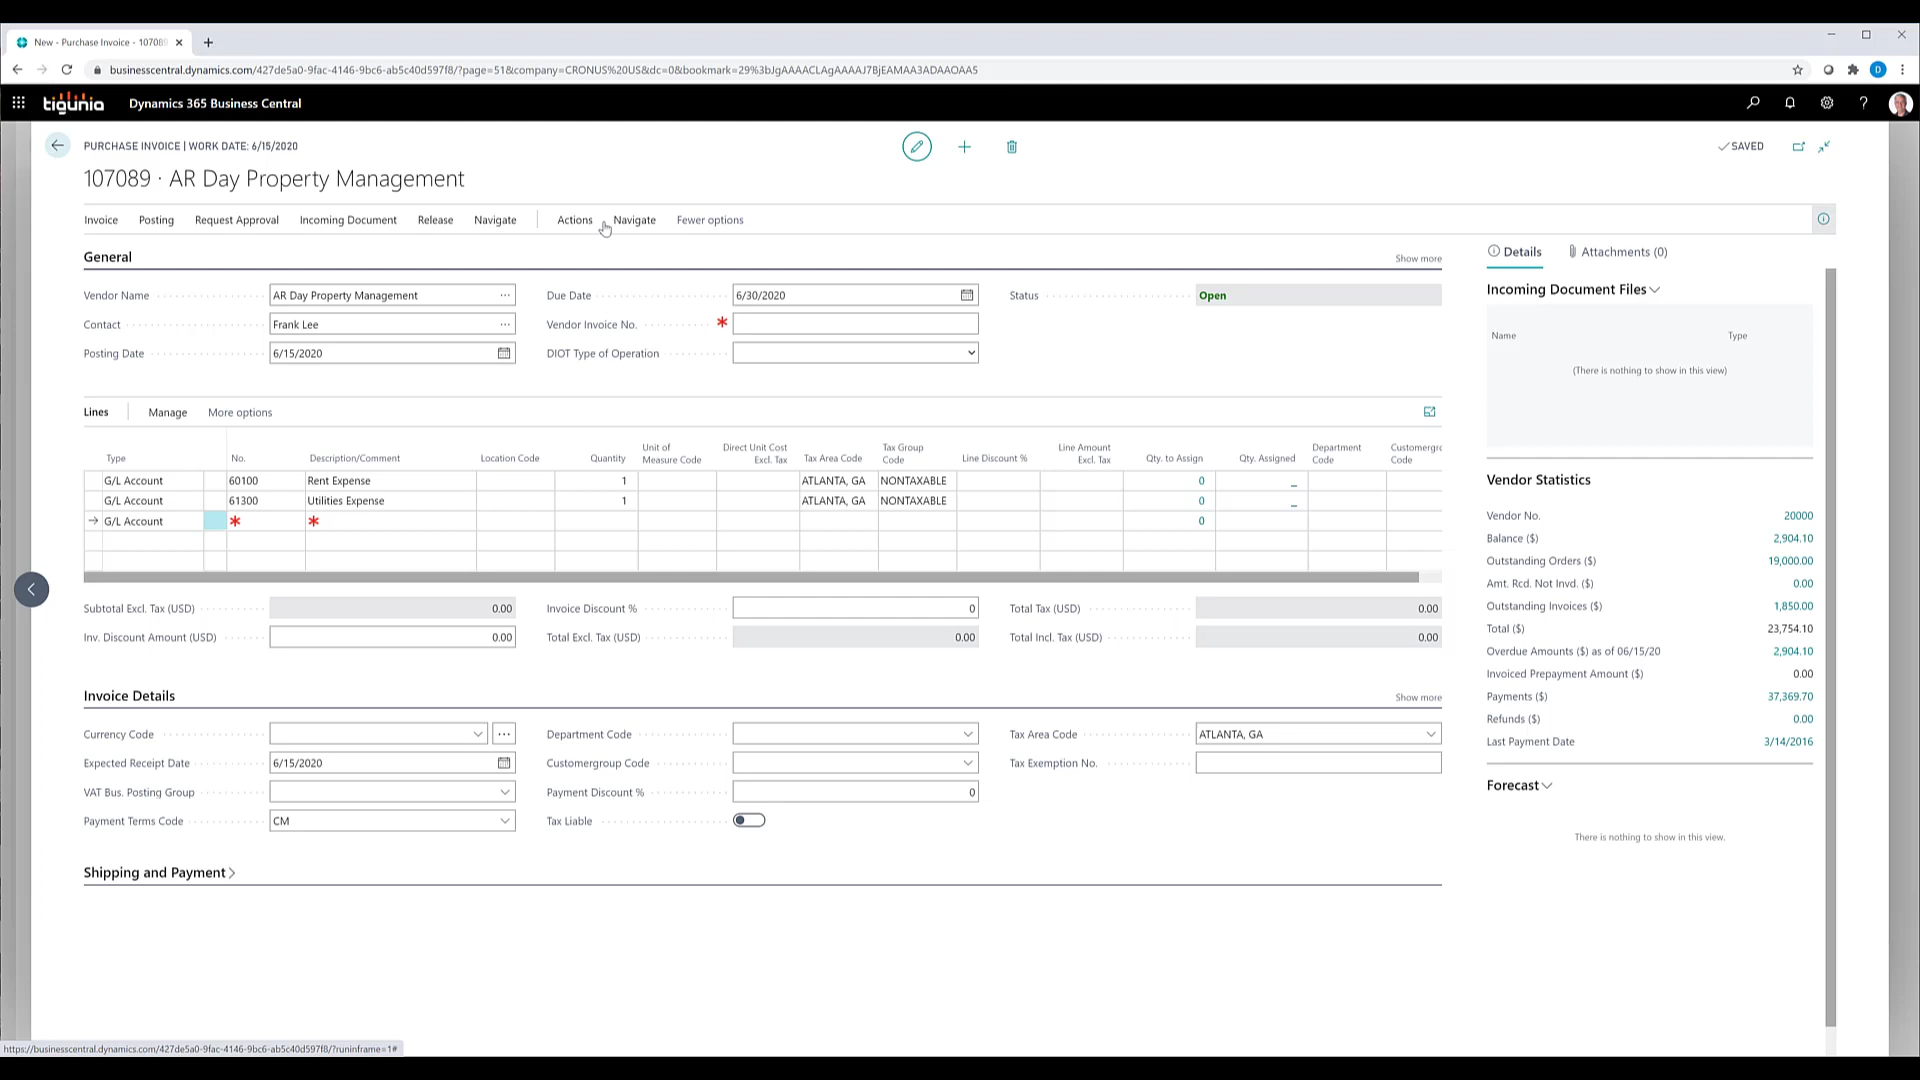 New - Purchase Invoice - 107089
businesscentral.dynamics.com/427de5a0-9fac-4146-9bc6-ab5c40d597f8/?page=51&company=CRONUS%20US&dc=0&bookmark=29%3bJgAAAACLAgAAAAJ7BjEAMAA3ADAAOAA5
D
tigunia
Dynamics 365 Business Central
PURCHASE INVOICE | WORK DATE: 6/15/2020
SAVED
107089 · AR Day Property Management
Invoice Posting Request Approval Incoming Document Release Navigate Actions Navigate Fewer options
General Show more
Vendor Name AR Day Property Management ... Due Date 6/30/2020 Status Open
Contact Frank Lee ... Vendor Invoice No. *
Posting Date 6/15/2020 DIOT Type of Operation
Lines Manage More options
Type No. Description/Comment Location Code Quantity Unit of Measure Code Direct Unit Cost Excl. Tax Tax Area Code Tax Group Code Line Discount % Line Amount Excl. Tax Qty. to Assign Qty. Assigned Department Code Customergrc Code
G/L Account 60100 Rent Expense 1 ATLANTA, GA NONTAXABLE 0 _
G/L Account 61300 Utilities Expense 1 ATLANTA, GA NONTAXABLE 0 _
→ G/L Account * * 0
Subtotal Excl. Tax (USD) 0.00 Invoice Discount % 0 Total Tax (USD) 0.00
Inv. Discount Amount (USD) 0.00 Total Excl. Tax (USD) 0.00 Total Incl. Tax (USD) 0.00
Invoice Details Show more
Currency Code ... Department Code Tax Area Code ATLANTA, GA
Expected Receipt Date 6/15/2020 Customergroup Code Tax Exemption No.
VAT Bus. Posting Group Payment Discount % 0
Payment Terms Code CM Tax Liable
Shipping and Payment
Details Attachments (0)
Incoming Document Files
Name Type
(There is nothing to show in this view)
Vendor Statistics
Vendor No. 20000
Balance ($) 2,904.10
Outstanding Orders ($) 19,000.00
Amt. Rcd. Not Invd. ($) 0.00
Outstanding Invoices ($) 1,850.00
Total ($) 23,754.10
Overdue Amounts ($) as of 06/15/20 2,904.10
Invoiced Prepayment Amount ($) 0.00
Payments ($) 37,369.70
Refunds ($) 0.00
Last Payment Date 3/14/2016
Forecast
There is nothing to show in this view.
https://businesscentral.dynamics.com/427de5a0-9fac-4146-9bc6-ab5c40d597f8/?runinframe=1#